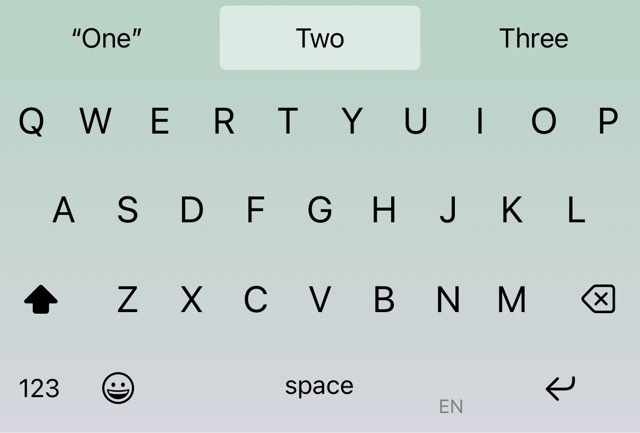 “One” Two Three
Q W E R T Y U I O P
A S D F G H J K L
Z X C V B N M
123 space EN